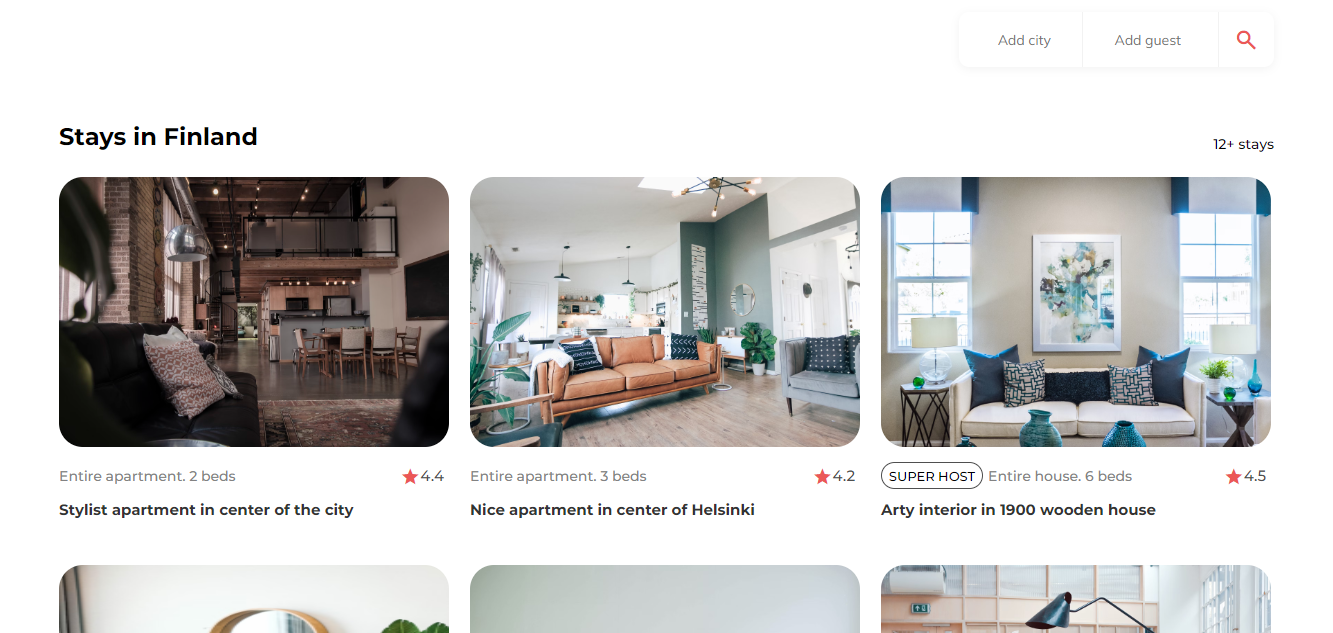 Add city
Add guest
Stays in Finland
12+ stays
Entire apartment. 2 beds
4.4
Stylist apartment in center of the city
Entire apartment. 3 beds
4.2
Nice apartment in center of Helsinki
SUPER HOST
Entire house. 6 beds
4.5
Arty interior in 1900 wooden house